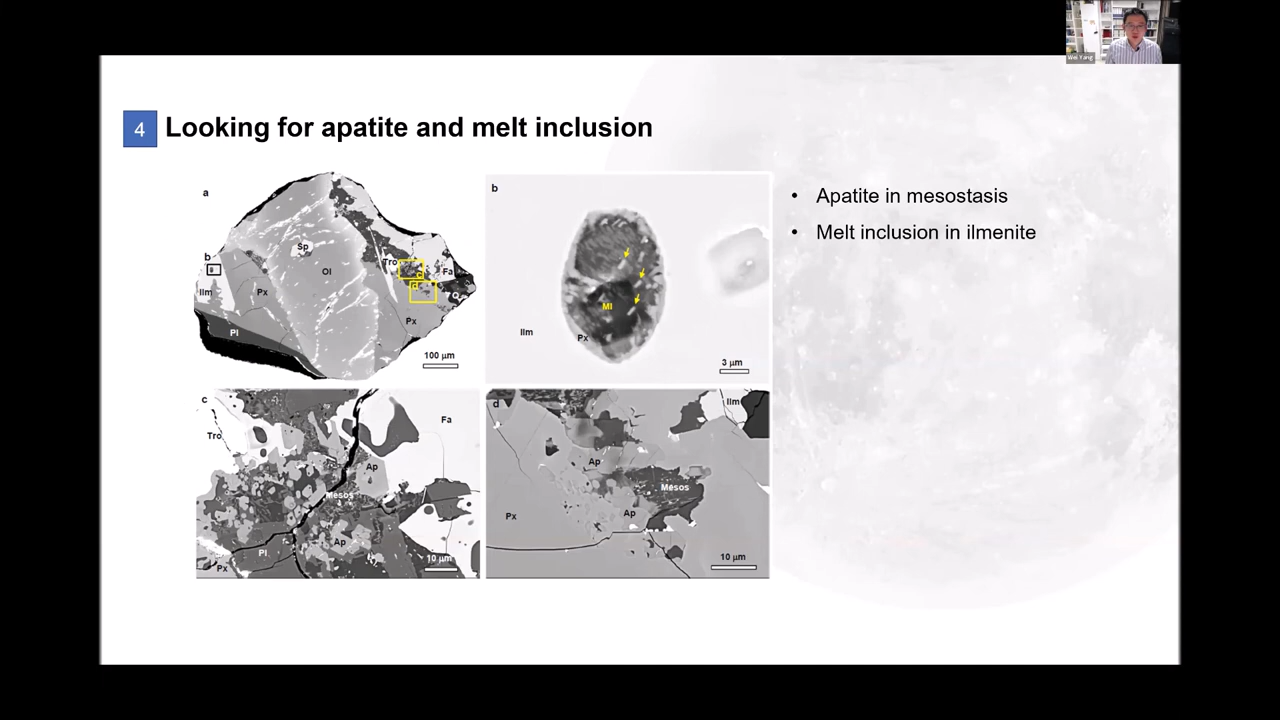 Wei Yang
4 Looking for apatite and melt inclusion
a
Sp
Ol
b
Ilm
Px
Pl
Tro
c
d
Fa
Px
100 μm
b
Ilm
MI
Px
3 μm
• Apatite in mesostasis
• Melt inclusion in ilmenite
c
Tro
Fa
Ap
Mesos
Ap
Pl
Px
10 μm
d
Ilm
Ap
Mesos
Px
Ap
10 μm